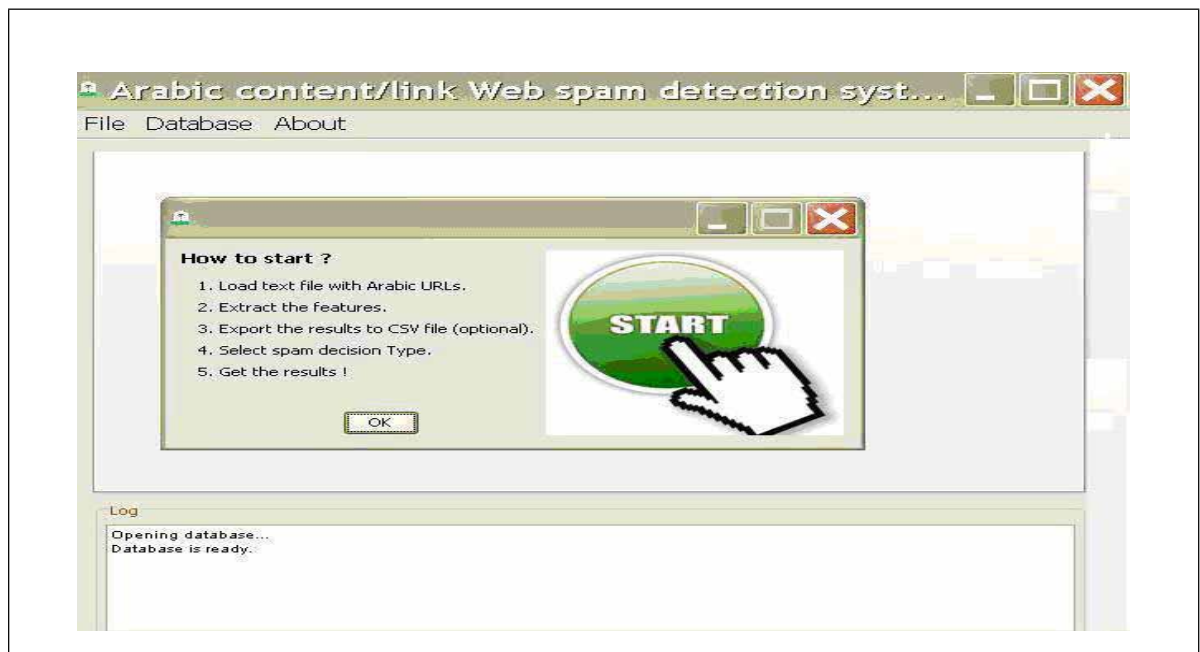 Arabic content/link Web spam detection syst...
File Database About
How to start ?
1. Load text file with Arabic URLs.
2. Extract the features.
3. Export the results to CSV file (optional).
4. Select spam decision Type.
5. Get the results !
START
OK
Log
Opening database...
Database is ready.